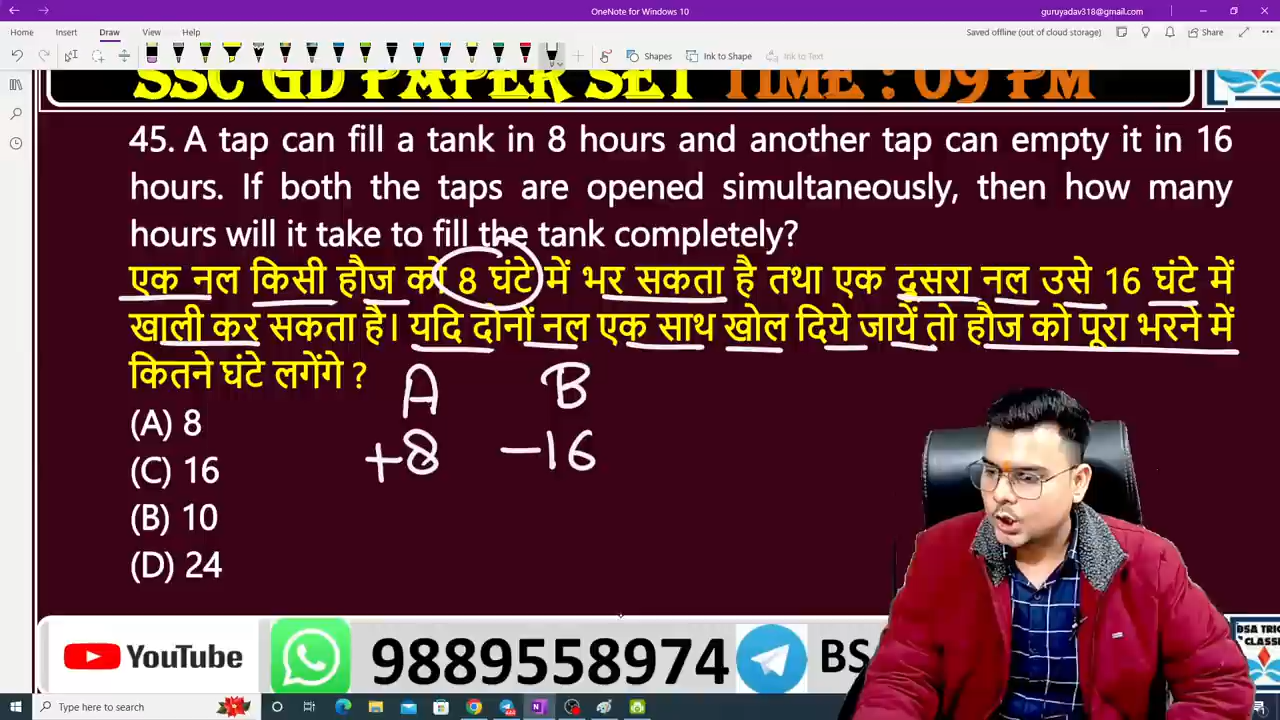 OneNote for Windows 10
guruyadav318@gmail.com
Home Insert Draw View Help
Saved offline (out of cloud storage)
Share
Shapes
Ink to Shape
Ink to Text
SSC GD PAPER SET TIME : 09 PM
45. A tap can fill a tank in 8 hours and another tap can empty it in 16
hours. If both the taps are opened simultaneously, then how many
hours will it take to fill the tank completely?
एक नल किसी हौज को 8 घंटे में भर सकता है तथा एक दूसरा नल उसे 16 घंटे में
खाली कर सकता है। यदि दोनों नल एक साथ खोल दिये जायें तो हौज को पूरा भरने में
कितने घंटे लगेंगे ?
A B
+8 -16
(A) 8
(C) 16
(B) 10
(D) 24
YouTube
9889558974
BSA
BSA TRIC
CLASSE
Type here to search